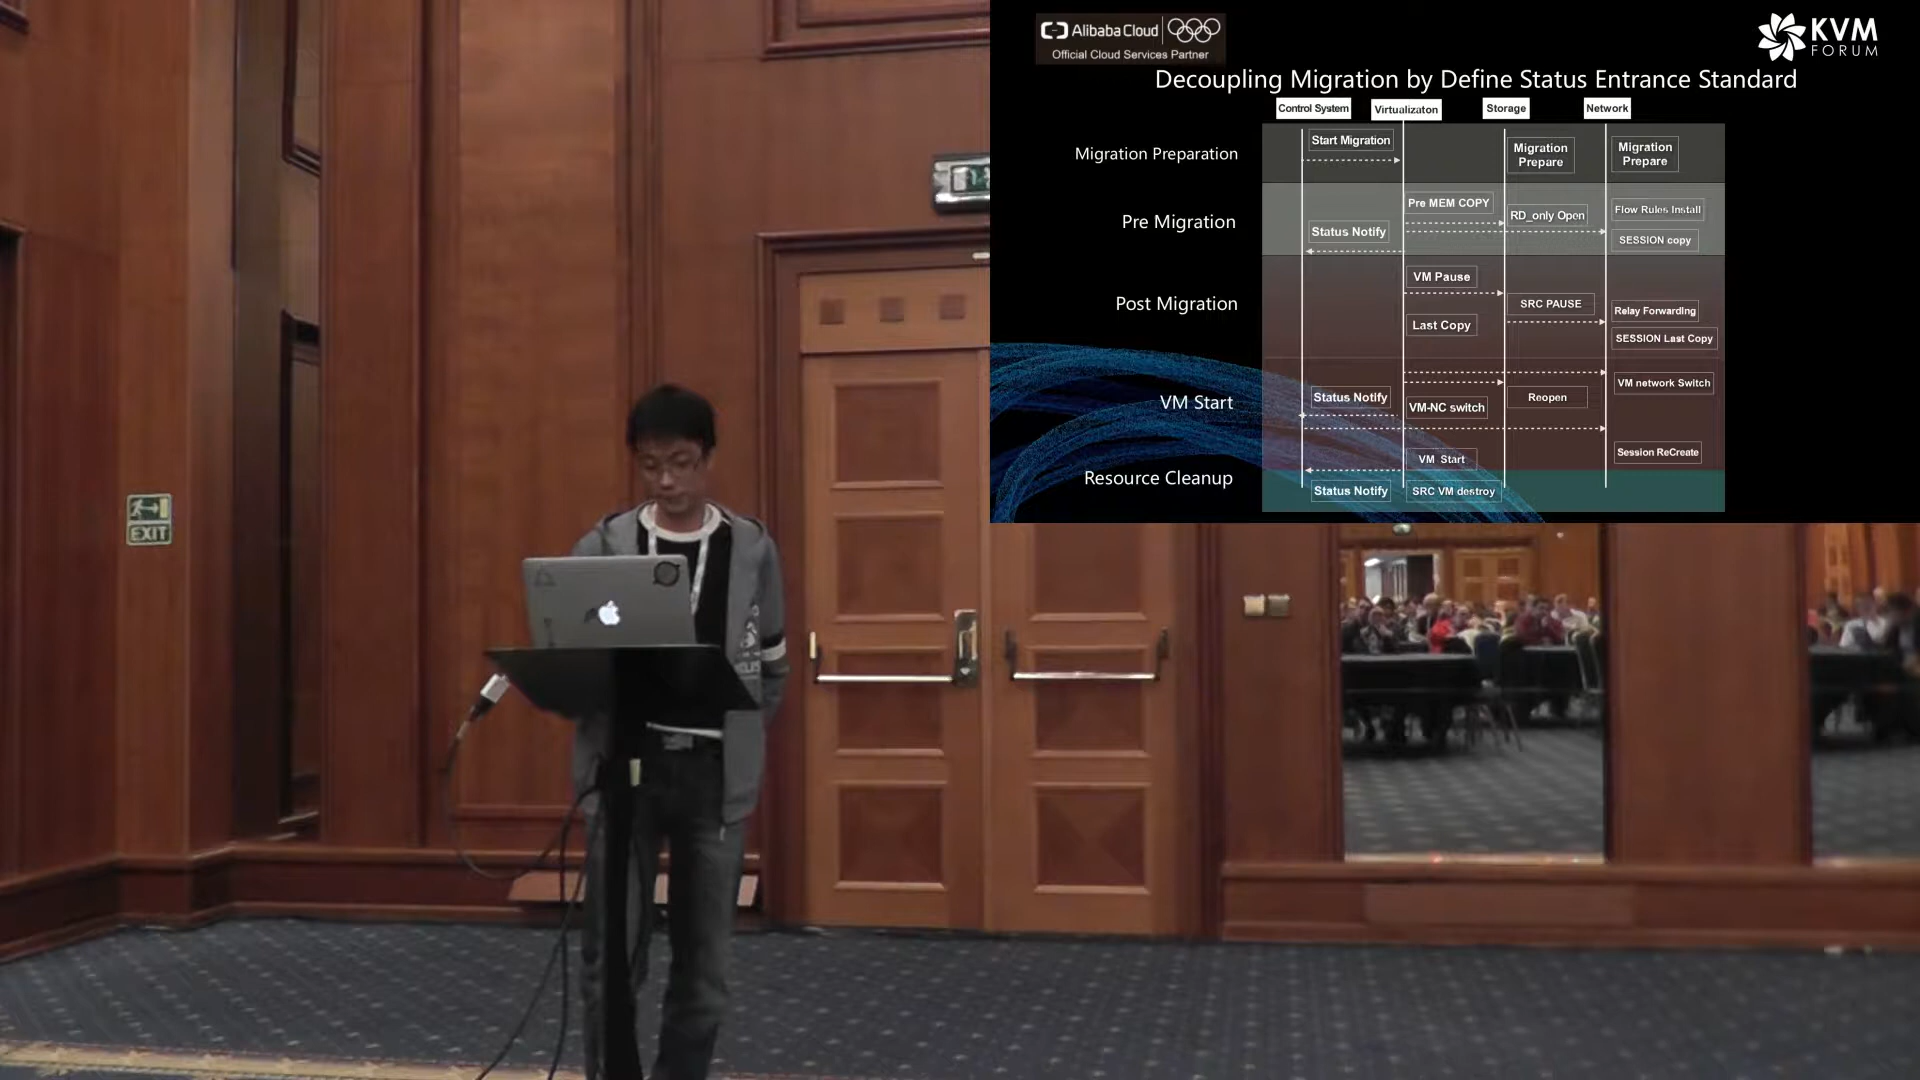 Alibaba Cloud
Official Cloud Services Partner
KVM
FORUM
Decoupling Migration by Define Status Entrance Standard
Control System
Virtualizaton
Storage
Network
Migration Preparation
Start Migration
Migration
Prepare
Migration
Prepare
Pre Migration
Pre MEM COPY
RD_only Open
Flow Rules Install
Status Notify
SESSION copy
Post Migration
VM Pause
SRC PAUSE
Relay Forwarding
Last Copy
SESSION Last Copy
VM Start
VM network Switch
Status Notify
Reopen
VM-NC switch
VM Start
Session ReCreate
Resource Cleanup
Status Notify
SRC VM destroy
EXIT